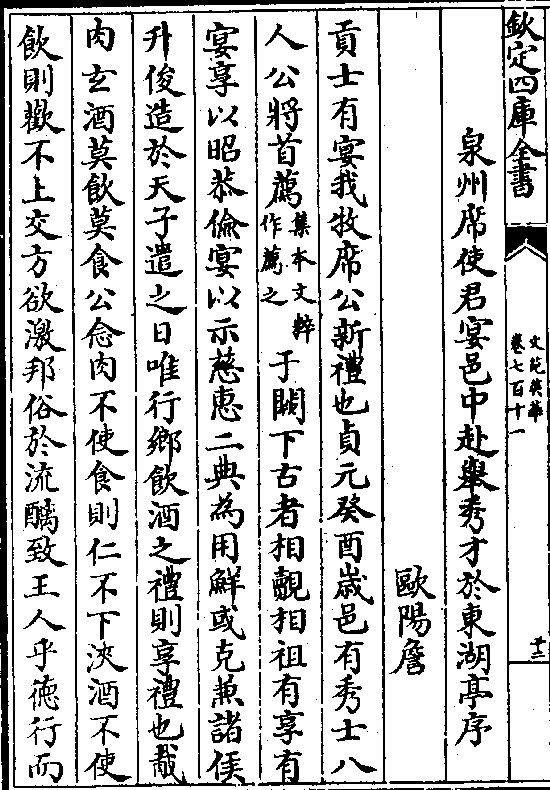 欽定四庫全書
文苑英華
卷七百十一
泉州席使君宴邑中赴舉秀才於東湖亭序
歐陽詹
貢士有宴我牧席公新禮也貞元癸酉歳邑有秀士八
人公將首薦集本文粹作薦之于闕下古者相覿相祖有享有
宴享以昭恭儉宴以示慈惠二典為用鮮或克兼諸侯
升俊造於天子遣之日唯行鄉飲酒之禮則享禮也胾
肉玄酒莫飲莫食公念肉不使食則仁不下浹酒不使
飲則歡不上交方欲激邦俗於流醨致王人乎德行而